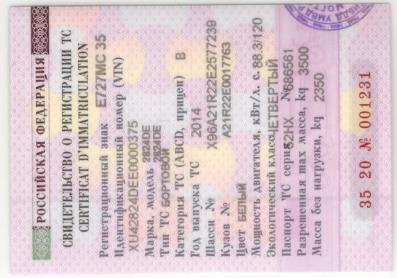 РОССИЙСКАЯ ФЕДЕРАЦИЯ
СВИДЕТЕЛЬСТВО О РЕГИСТРАЦИИ ТС
CERTIFICAT D'IMMATRICULATION
Регистрационный знак Е727МС 35
Идентификационный номер (VIN)
XU42824DEE0000375
Марка, модель 2824DE
2824DE
Тип ТС БОРТОВОЙ
Категория ТС (ABCD, прицеп) B
Год выпуска ТС 2014
Шасси № X96A21R22E2577239
Кузов № A21R22E0017763
Цвет БЕЛЫЙ
Мощность двигателя, кВт/л. с. 88.3/120
Экологический класс ЧЕТВЕРТЫЙ
Паспорт ТС серия 52НХ № 686561
Разрешенная max масса, kg 3500
Масса без нагрузки, kg 2350
35 20 № 001231